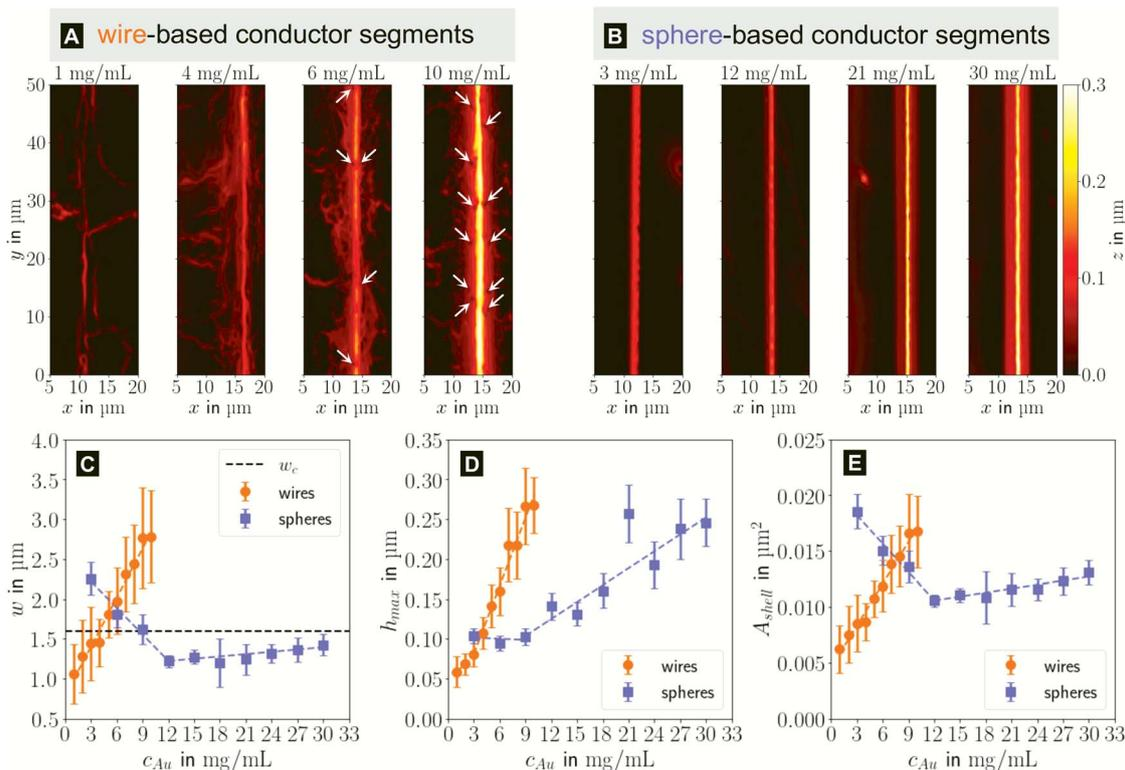 A wire-based conductor segments
B sphere-based conductor segments
1 mg/mL 4 mg/mL 6 mg/mL 10 mg/mL
3 mg/mL 12 mg/mL 21 mg/mL 30 mg/mL
50
40
30
20
10
0
y in µm
5 10 15 20 5 10 15 20 5 10 15 20 5 10 15 20
x in µm x in µm x in µm x in µm
5 10 15 20 5 10 15 20 5 10 15 20 5 10 15 20
x in µm x in µm x in µm x in µm
0.3
0.2
0.1
0.0
z in µm
C
4.0
3.5
3.0
2.5
2.0
1.5
1.0
0.5
w in µm
w_c
wires
spheres
0 3 6 9 12 15 18 21 24 27 30 33
c_Au in mg/mL
D
0.35
0.30
0.25
0.20
0.15
0.10
0.05
0.00
h_max in µm
wires
spheres
0 3 6 9 12 15 18 21 24 27 30 33
c_Au in mg/mL
E
0.025
0.020
0.015
0.010
0.005
0.000
A_shell in µm²
wires
spheres
0 3 6 9 12 15 18 21 24 27 30 33
c_Au in mg/mL